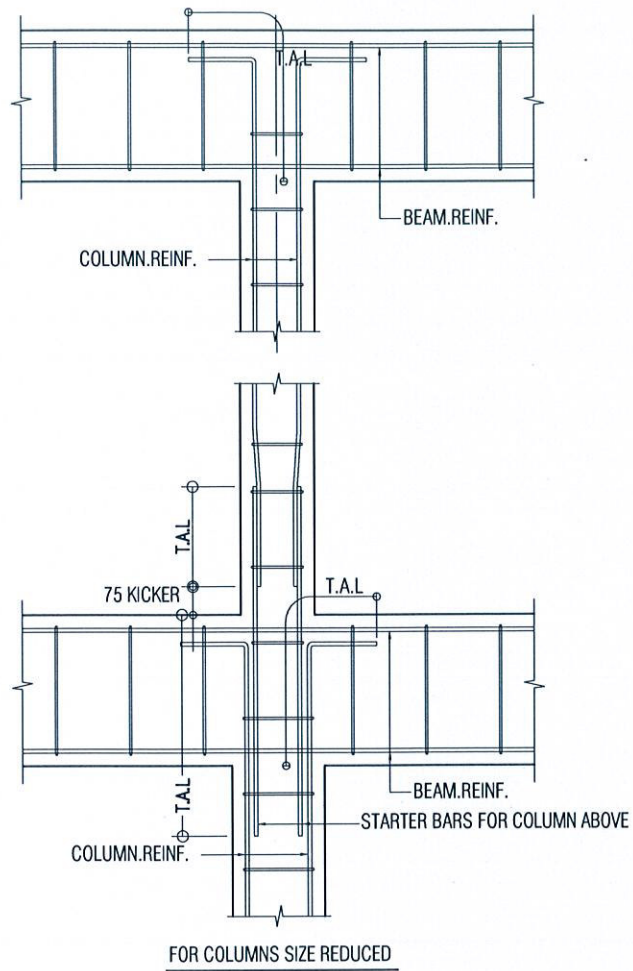 T.A.L
BEAM.REINF.
COLUMN.REINF.
T.A.L
T.A.L
75 KICKER
T.A.L
BEAM.REINF.
STARTER BARS FOR COLUMN ABOVE
COLUMN.REINF.
FOR COLUMNS SIZE REDUCED